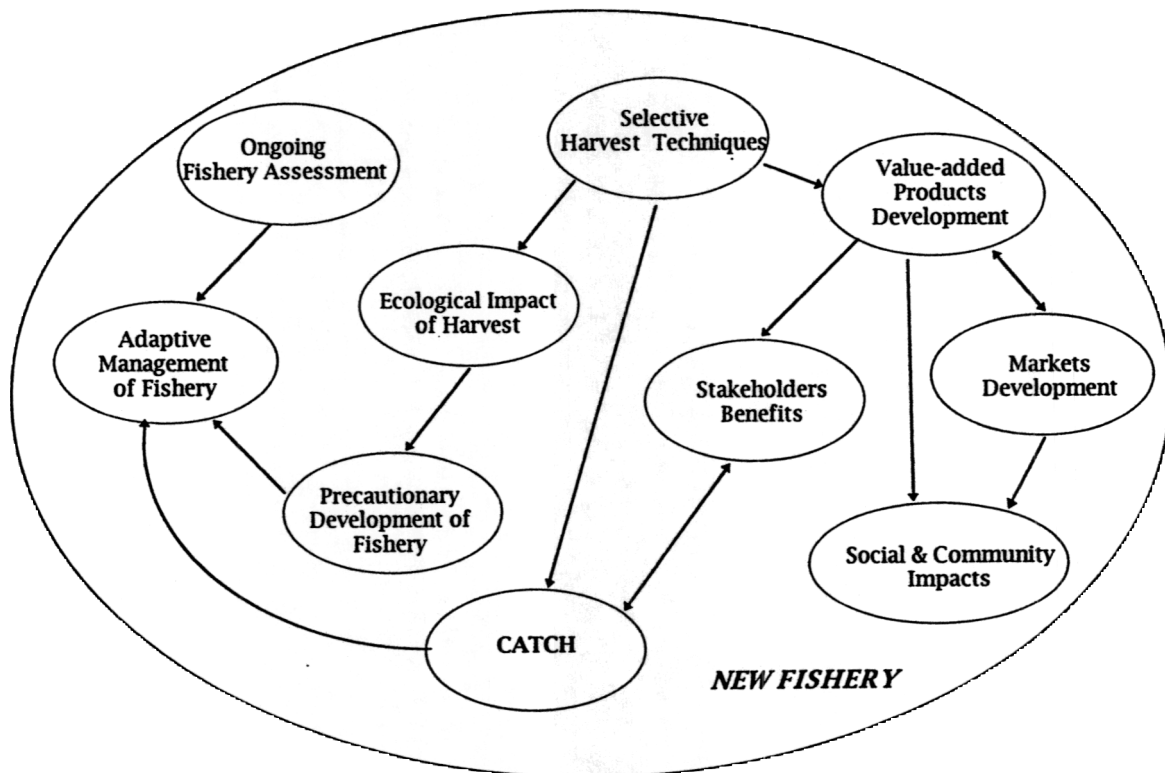 Ongoing
Fishery Assessment
Selective
Harvest Techniques
Value-added
Products
Development
Ecological Impact
of Harvest
Adaptive
Management
of Fishery
Stakeholders
Benefits
Markets
Development
Precautionary
Development of
Fishery
Social & Community
Impacts
CATCH
NEW FISHERY